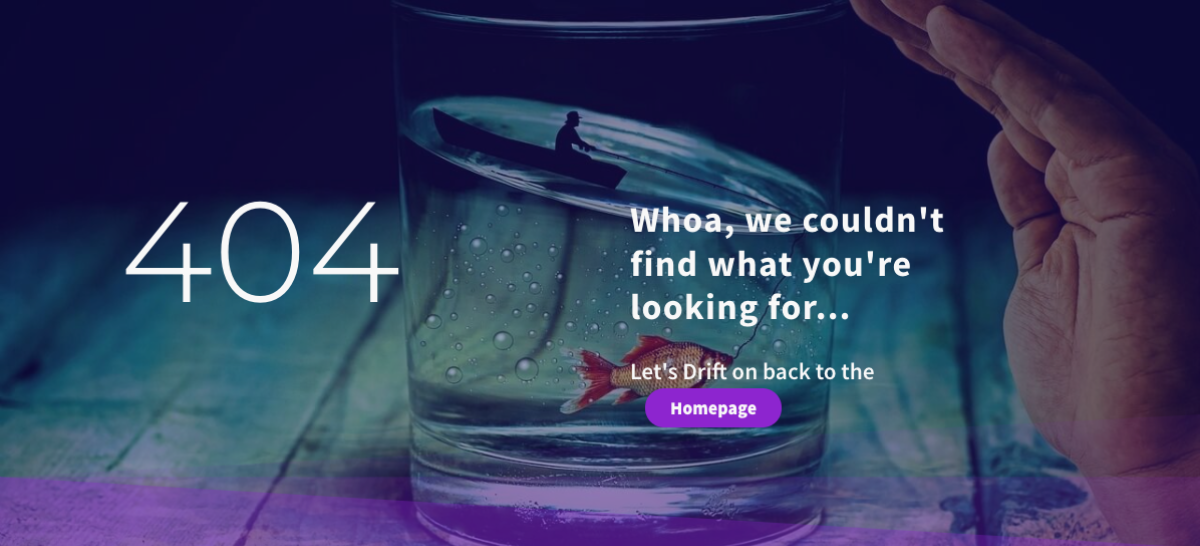 404
Whoa, we couldn't
find what you're
looking for...
Let's Drift on back to the
Homepage